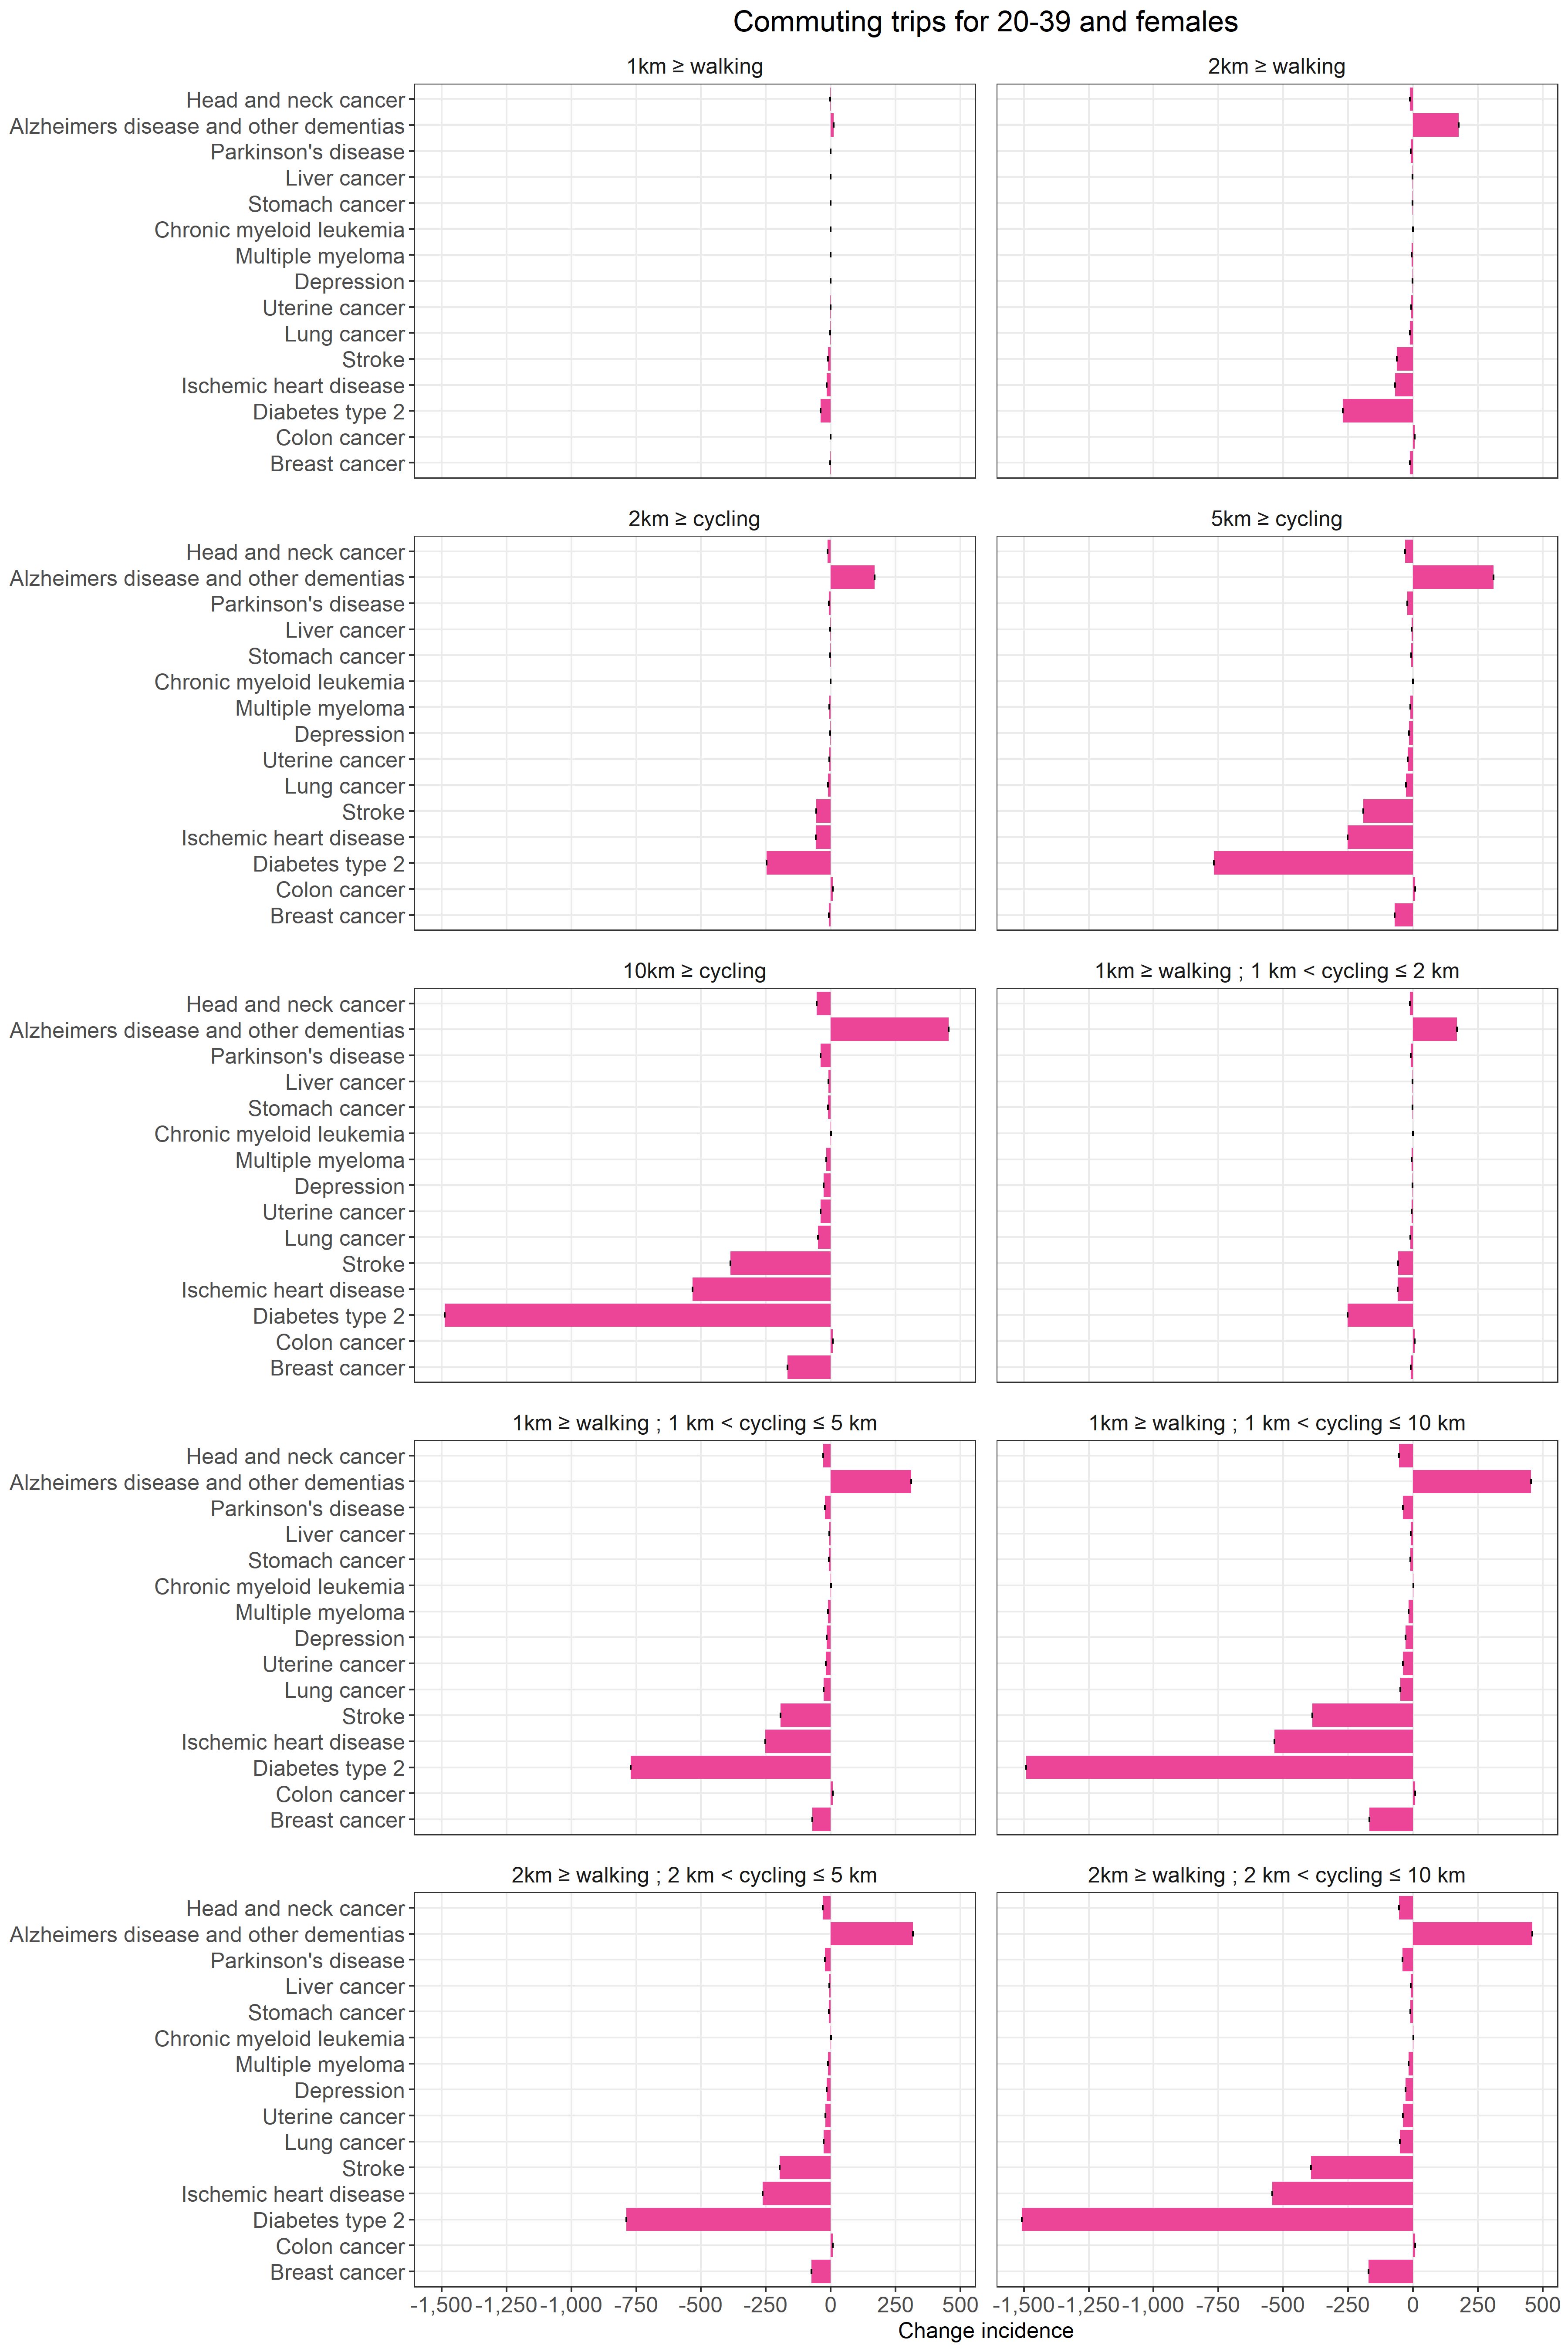 Commuting trips for 20-39 and females
1km ≥ walking
2km ≥ walking
Head and neck cancer
Alzheimers disease and other dementias
Parkinson's disease
Liver cancer
Stomach cancer
Chronic myeloid leukemia
Multiple myeloma
Depression
Uterine cancer
Lung cancer
Stroke
Ischemic heart disease
Diabetes type 2
Colon cancer
Breast cancer
2km ≥ cycling
5km ≥ cycling
Head and neck cancer
Alzheimers disease and other dementias
Parkinson's disease
Liver cancer
Stomach cancer
Chronic myeloid leukemia
Multiple myeloma
Depression
Uterine cancer
Lung cancer
Stroke
Ischemic heart disease
Diabetes type 2
Colon cancer
Breast cancer
10km ≥ cycling
1km ≥ walking ; 1 km < cycling ≤ 2 km
Head and neck cancer
Alzheimers disease and other dementias
Parkinson's disease
Liver cancer
Stomach cancer
Chronic myeloid leukemia
Multiple myeloma
Depression
Uterine cancer
Lung cancer
Stroke
Ischemic heart disease
Diabetes type 2
Colon cancer
Breast cancer
1km ≥ walking ; 1 km < cycling ≤ 5 km
1km ≥ walking ; 1 km < cycling ≤ 10 km
Head and neck cancer
Alzheimers disease and other dementias
Parkinson's disease
Liver cancer
Stomach cancer
Chronic myeloid leukemia
Multiple myeloma
Depression
Uterine cancer
Lung cancer
Stroke
Ischemic heart disease
Diabetes type 2
Colon cancer
Breast cancer
2km ≥ walking ; 2 km < cycling ≤ 5 km
2km ≥ walking ; 2 km < cycling ≤ 10 km
Head and neck cancer
Alzheimers disease and other dementias
Parkinson's disease
Liver cancer
Stomach cancer
Chronic myeloid leukemia
Multiple myeloma
Depression
Uterine cancer
Lung cancer
Stroke
Ischemic heart disease
Diabetes type 2
Colon cancer
Breast cancer
-1,500 -1,250 -1,000 -750 -500 -250 0 250 500
-1,500 -1,250 -1,000 -750 -500 -250 0 250 500
Change incidence